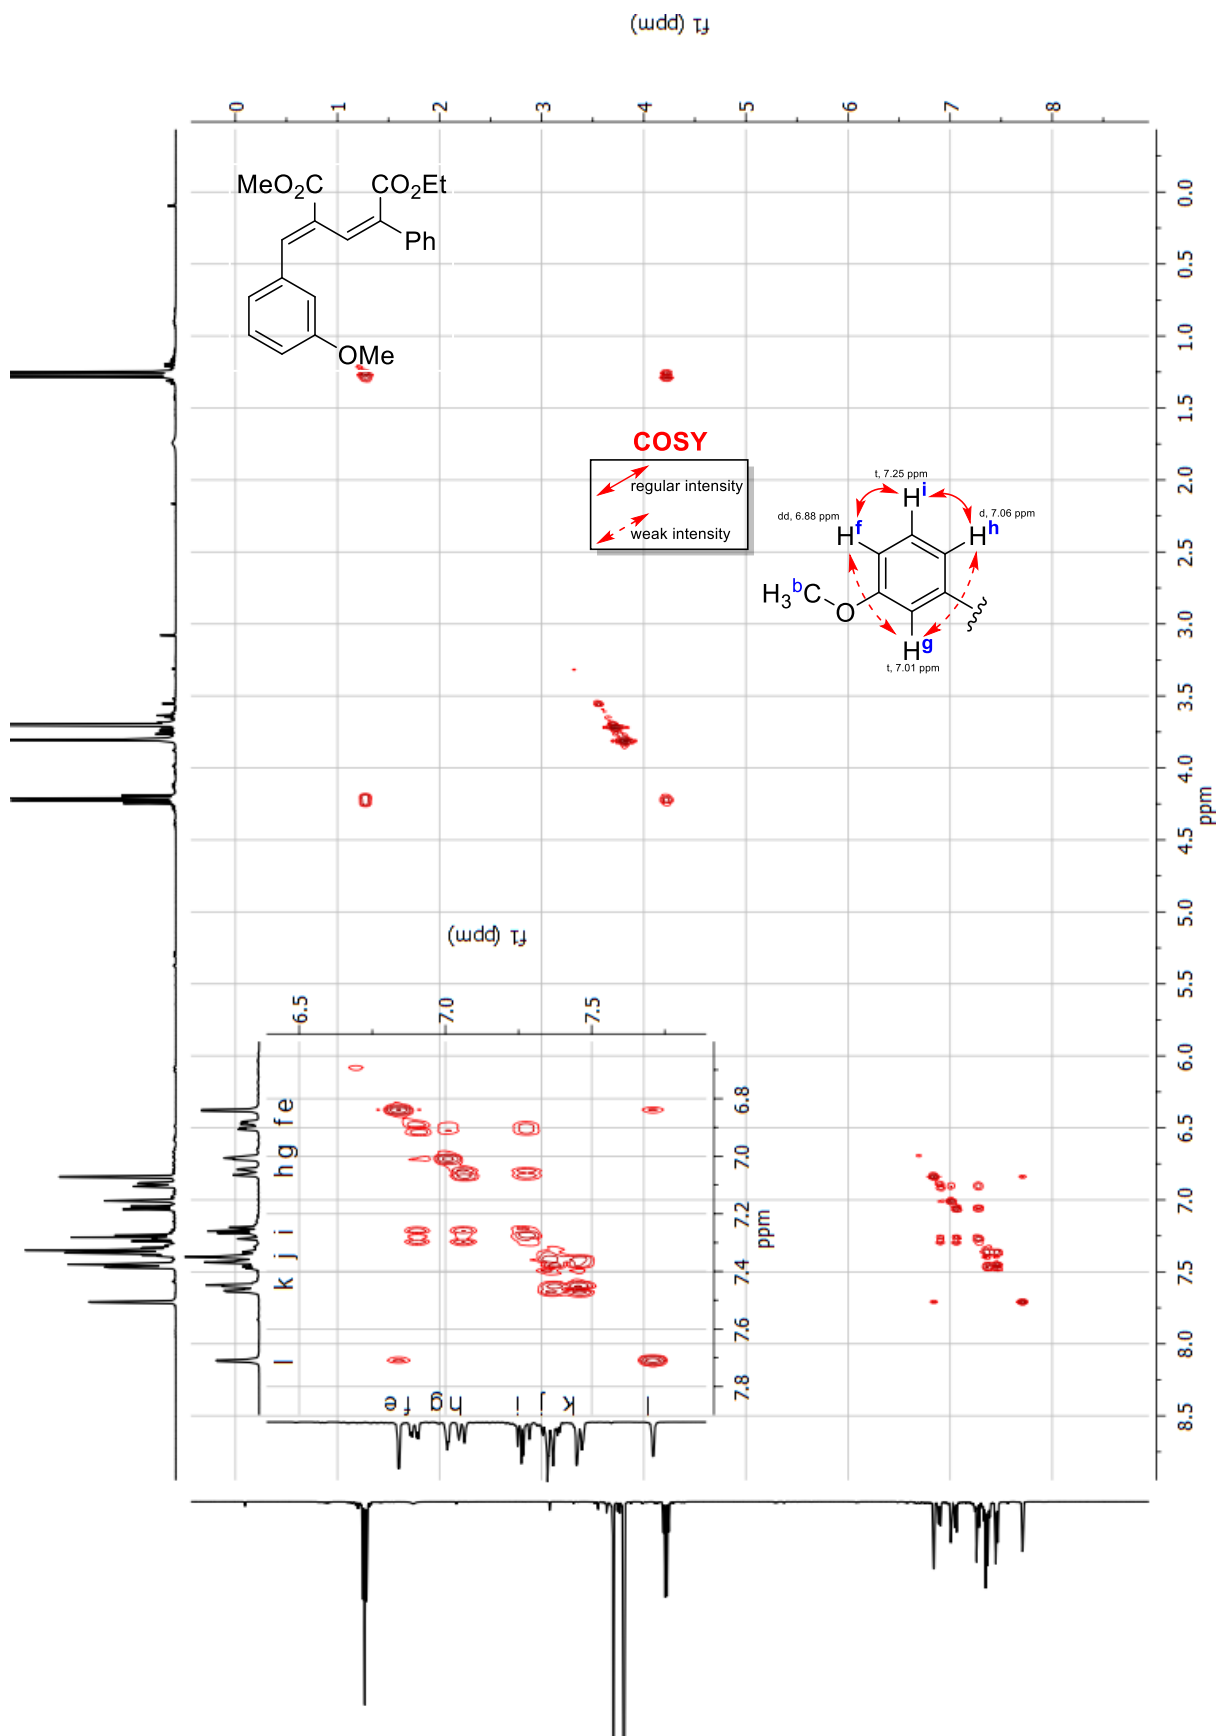 f1 (ppm)
0
1
2
3
4
5
6
7
8
MeO2C
CO2Et
Ph
OMe
0.0
0.5
1.0
1.5
2.0
2.5
3.0
3.5
4.0
4.5
5.0
5.5
6.0
6.5
7.0
7.5
8.0
8.5
ppm
COSY
regular intensity
weak intensity
t, 7.25 ppm
Hi
dd, 6.88 ppm
Hf
d, 7.06 ppm
Hh
H3bC
O
Hg
t, 7.01 ppm
f1 (ppm)
6.5
7.0
7.5
f e
h g
i
j
k
l
6.8
7.0
7.2
7.4
7.6
7.8
ppm
e f
g h
i
j
k
l